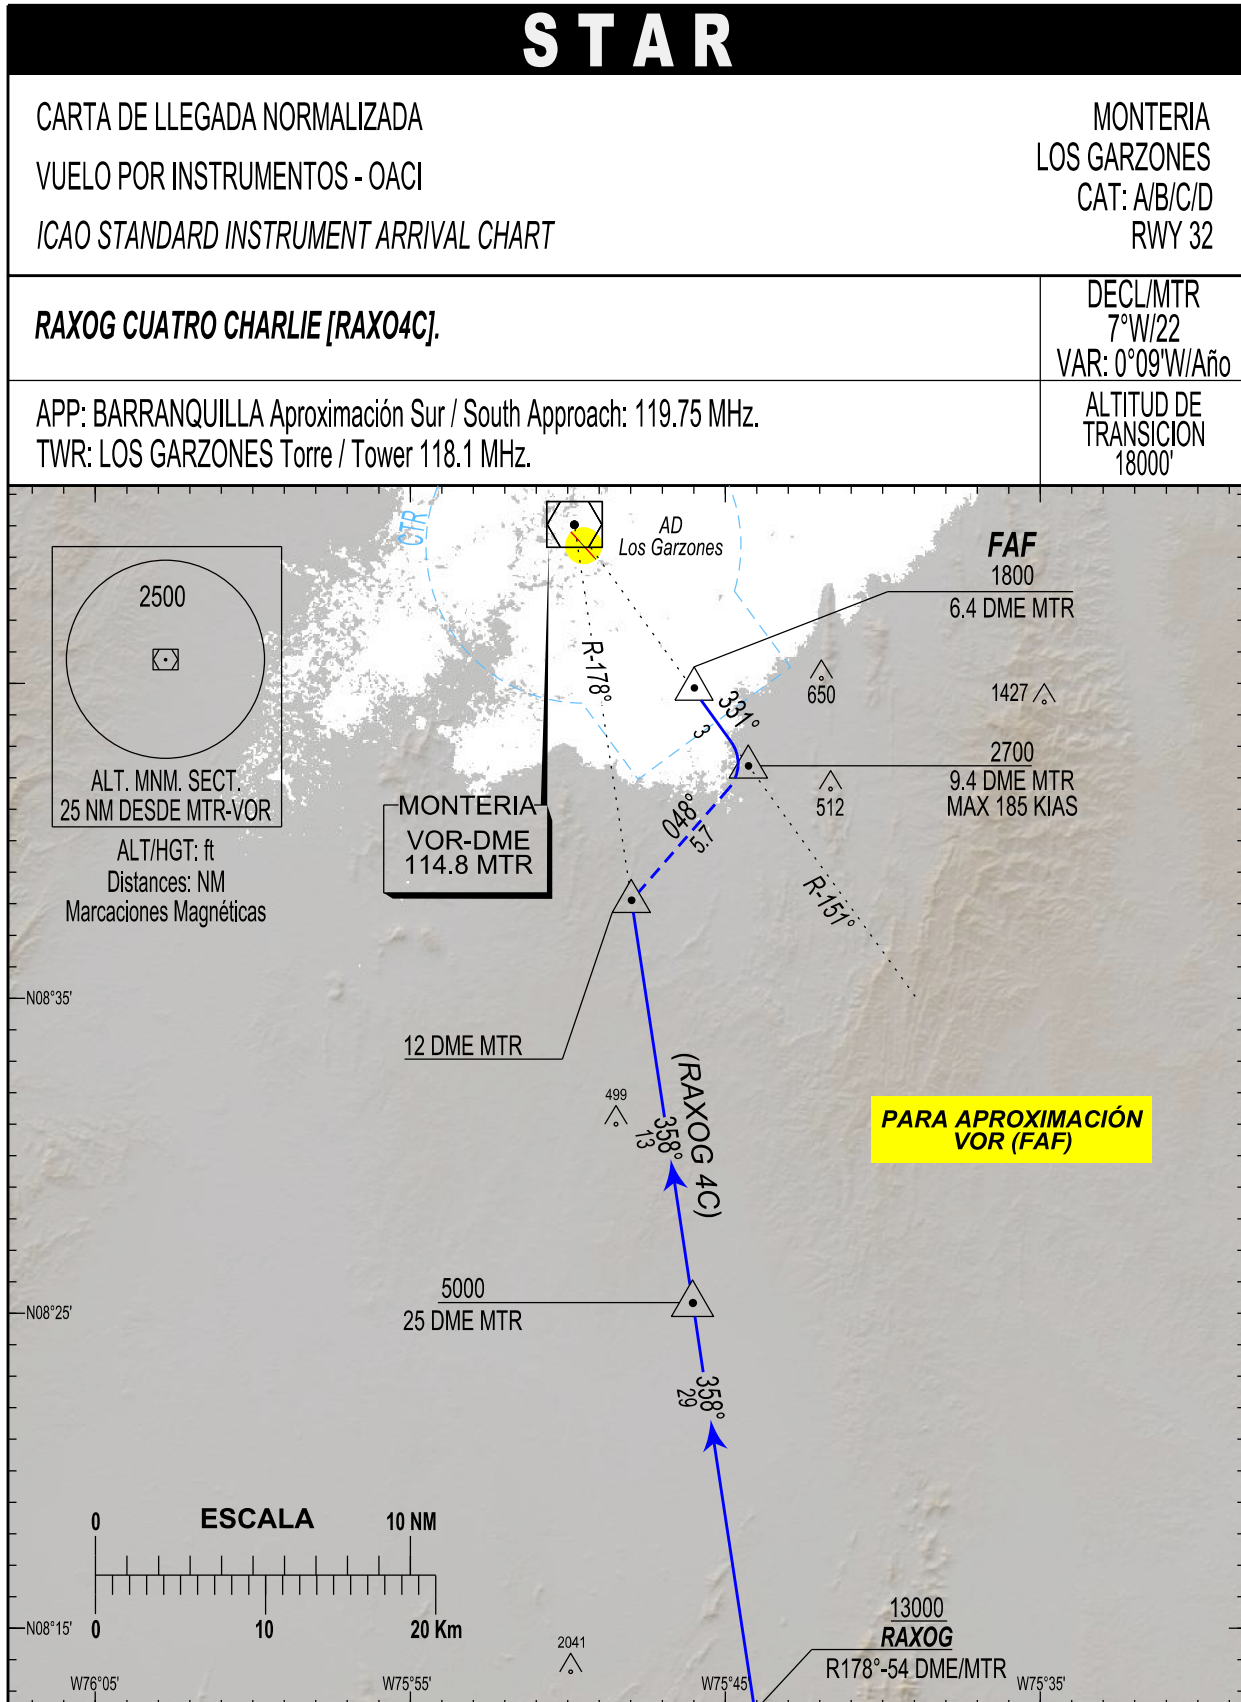 STAR
CARTA DE LLEGADA NORMALIZADA
VUELO POR INSTRUMENTOS - OACI
ICAO STANDARD INSTRUMENT ARRIVAL CHART
MONTERIA
LOS GARZONES
CAT: A/B/C/D
RWY 32
RAXOG CUATRO CHARLIE [RAXO4C].
DECL/MTR
7°W/22
VAR: 0°09'W/Año
APP: BARRANQUILLA Aproximación Sur / South Approach: 119.75 MHz.
TWR: LOS GARZONES Torre / Tower 118.1 MHz.
ALTITUD DE
TRANSICION
18000'
CTR
AD
Los Garzones
FAF
1800
6.4 DME MTR
2500
ALT. MNM. SECT.
25 NM DESDE MTR-VOR
ALT/HGT: ft
Distances: NM
Marcaciones Magnéticas
R-178°
650
1427
331°
3
2700
9.4 DME MTR
MAX 185 KIAS
512
MONTERIA
VOR-DME
114.8 MTR
048°
5.7
R-151°
N08°35'
12 DME MTR
499
358°
13
(RAXOG 4C)
PARA APROXIMACIÓN
VOR (FAF)
5000
25 DME MTR
N08°25'
358°
29
ESCALA
0
10 NM
0
10
20 Km
N08°15'
2041
13000
RAXOG
R178°-54 DME/MTR
W76°05'
W75°55'
W75°45'
W75°35'